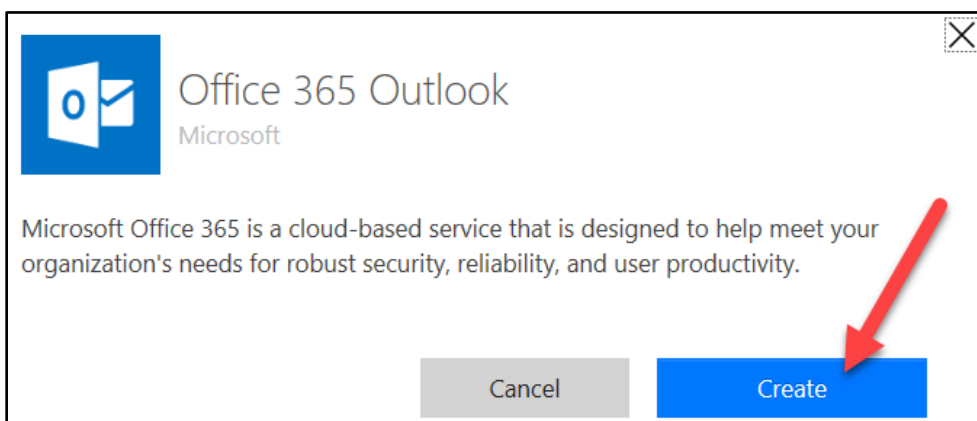 Office 365 Outlook
Microsoft
Microsoft Office 365 is a cloud-based service that is designed to help meet your
organization's needs for robust security, reliability, and user productivity.
Cancel
Create